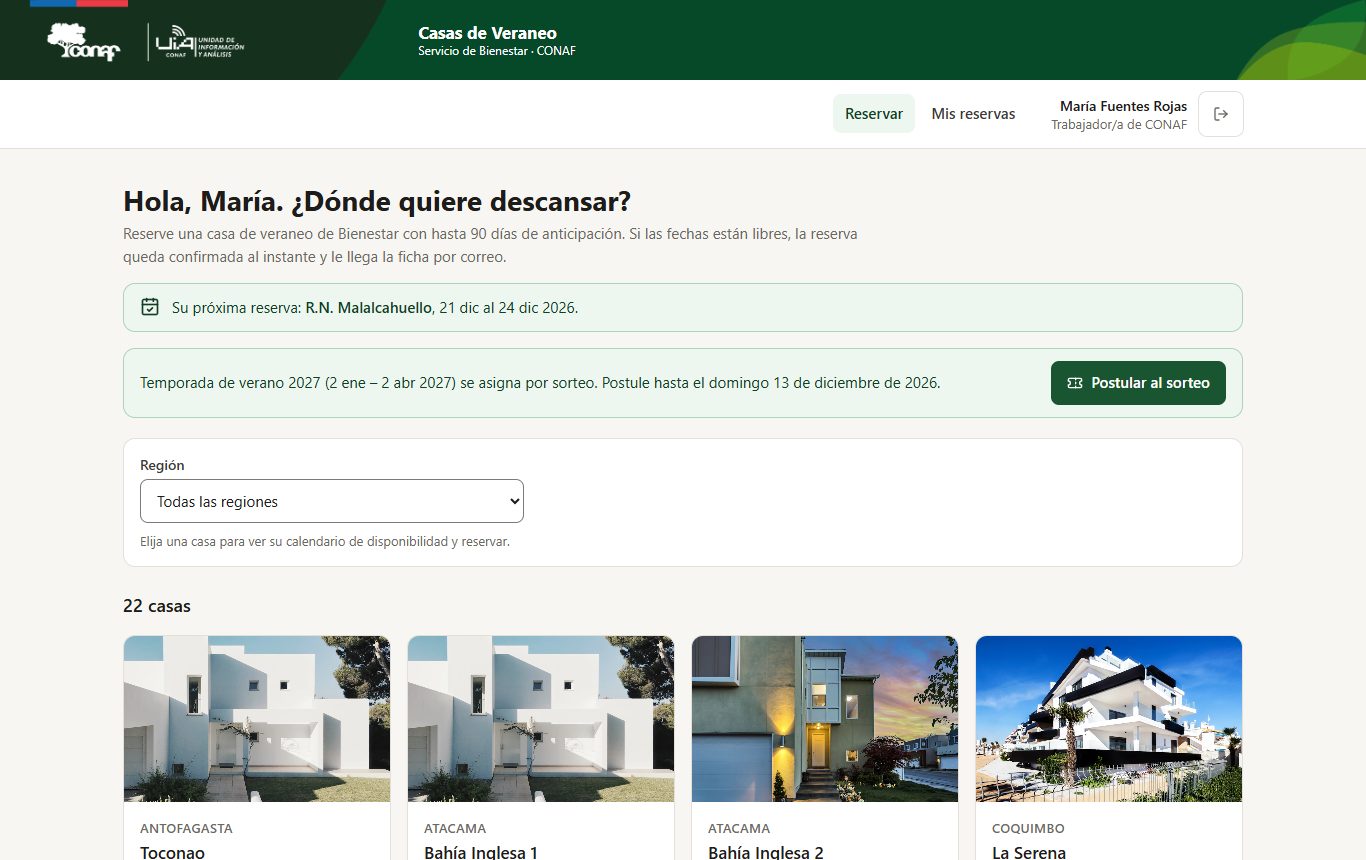 conaf
UIA
CONAF
UNIDAD DE
INFORMACIÓN
Y ANÁLISIS
Casas de Veraneo
Servicio de Bienestar · CONAF
Reservar
Mis reservas
María Fuentes Rojas
Trabajador/a de CONAF
Hola, María. ¿Dónde quiere descansar?
Reserve una casa de veraneo de Bienestar con hasta 90 días de anticipación. Si las fechas están libres, la reserva
queda confirmada al instante y le llega la ficha por correo.
Su próxima reserva: R.N. Malalcahuello, 21 dic al 24 dic 2026.
Temporada de verano 2027 (2 ene – 2 abr 2027) se asigna por sorteo. Postule hasta el domingo 13 de diciembre de 2026.
Postular al sorteo
Región
Todas las regiones
Elija una casa para ver su calendario de disponibilidad y reservar.
22 casas
ANTOFAGASTA
Toconao
ATACAMA
Bahía Inglesa 1
ATACAMA
Bahía Inglesa 2
COQUIMBO
La Serena